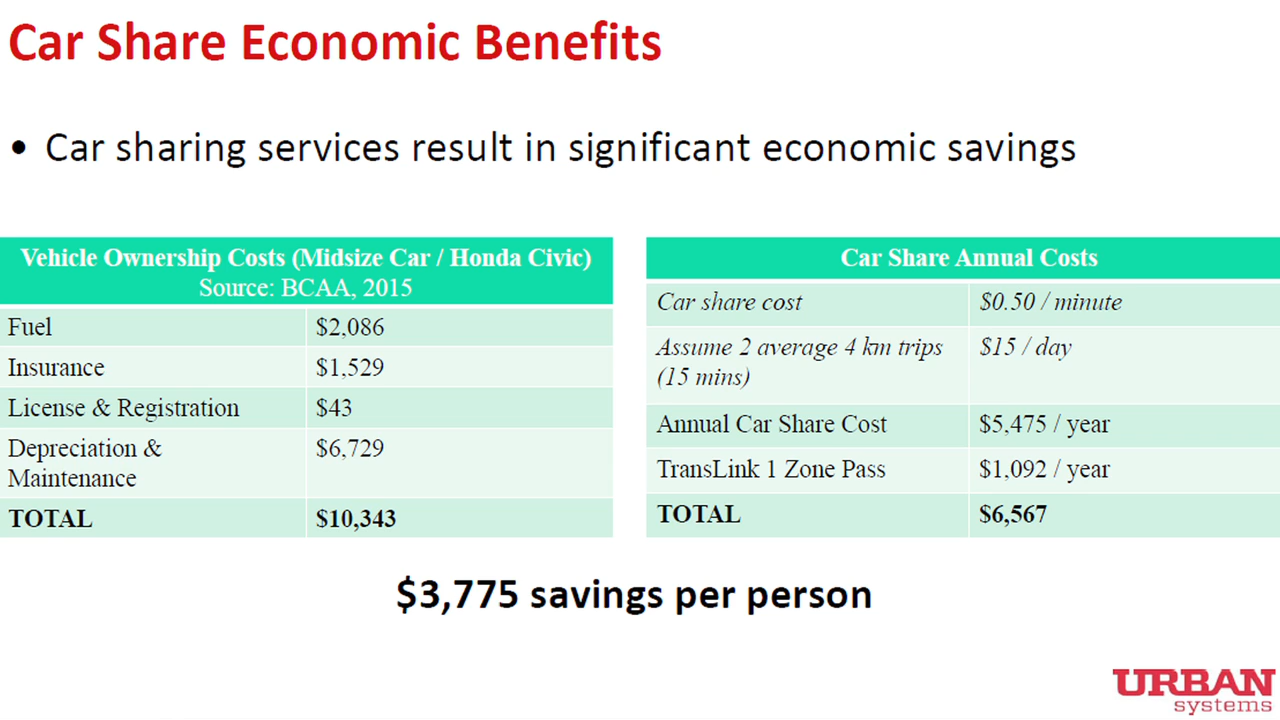 Car Share Economic Benefits
• Car sharing services result in significant economic savings
Vehicle Ownership Costs (Midsize Car / Honda Civic)
Source: BCAA, 2015
Fuel $2,086
Insurance $1,529
License & Registration $43
Depreciation & $6,729
Maintenance
TOTAL $10,343
Car Share Annual Costs
Car share cost $0.50 / minute
Assume 2 average 4 km trips $15 / day
(15 mins)
Annual Car Share Cost $5,475 / year
TransLink 1 Zone Pass $1,092 / year
TOTAL $6,567
$3,775 savings per person
URBAN
systems